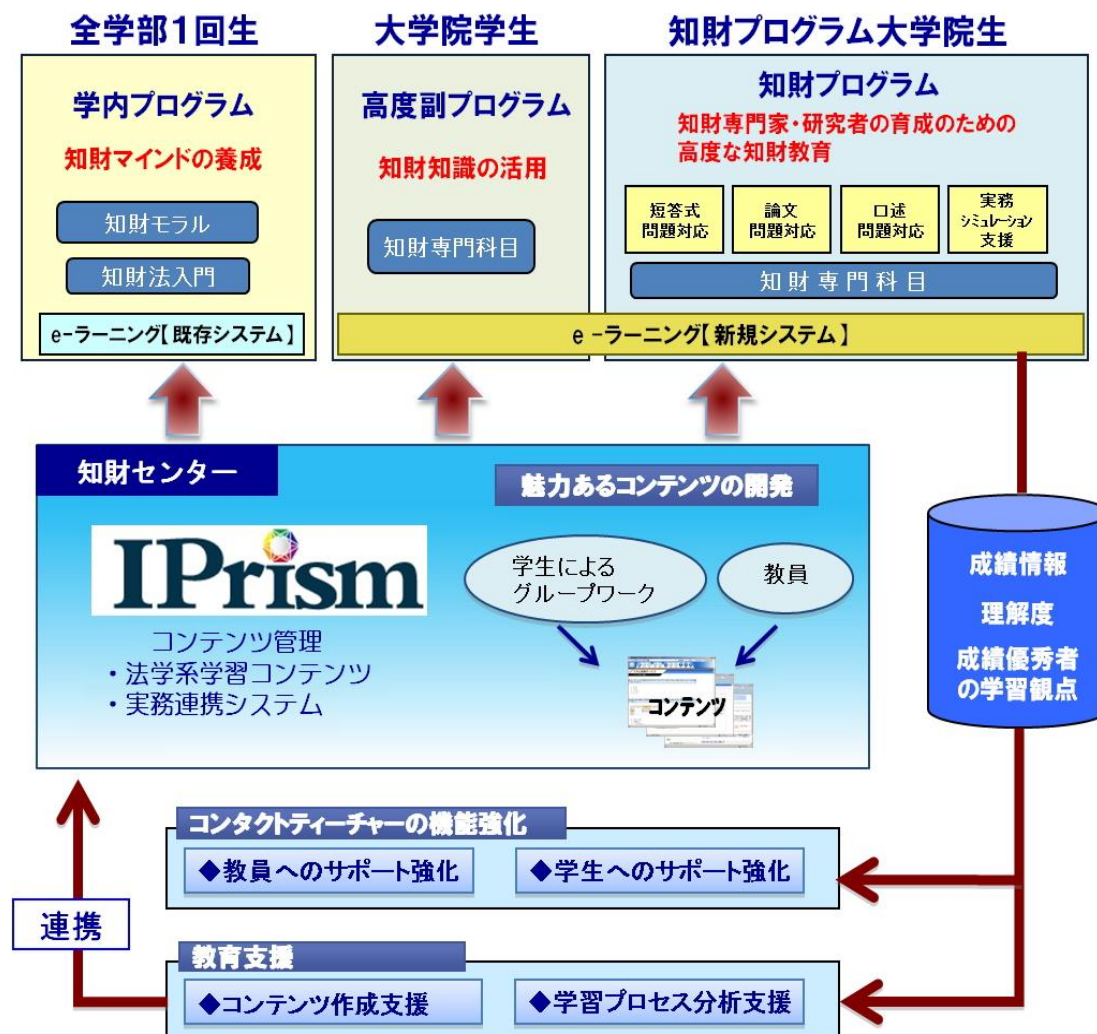 全学部1回生
学内プログラム
知財マインドの養成
知財モラル
知財法入門
e-ラーニング【既存システム】
大学院学生
高度副プログラム
知財知識の活用
知財専門科目
知財プログラム大学院生
知財プログラム
知財専門家・研究者の育成のための
高度な知財教育
短答式
問題対応
論文
問題対応
口述
問題対応
実務
シミュレーション
支援
知財専門科目
e-ラーニング【新規システム】
知財センター
IPrism
コンテンツ管理
・法学系学習コンテンツ
・実務連携システム
魅力あるコンテンツの開発
学生による
グループワーク
教員
コンテンツ
成績情報
理解度
成績優秀者
の学習観点
コンタクトティーチャーの機能強化
◆教員へのサポート強化
◆学生へのサポート強化
連携
教育支援
◆コンテンツ作成支援
◆学習プロセス分析支援